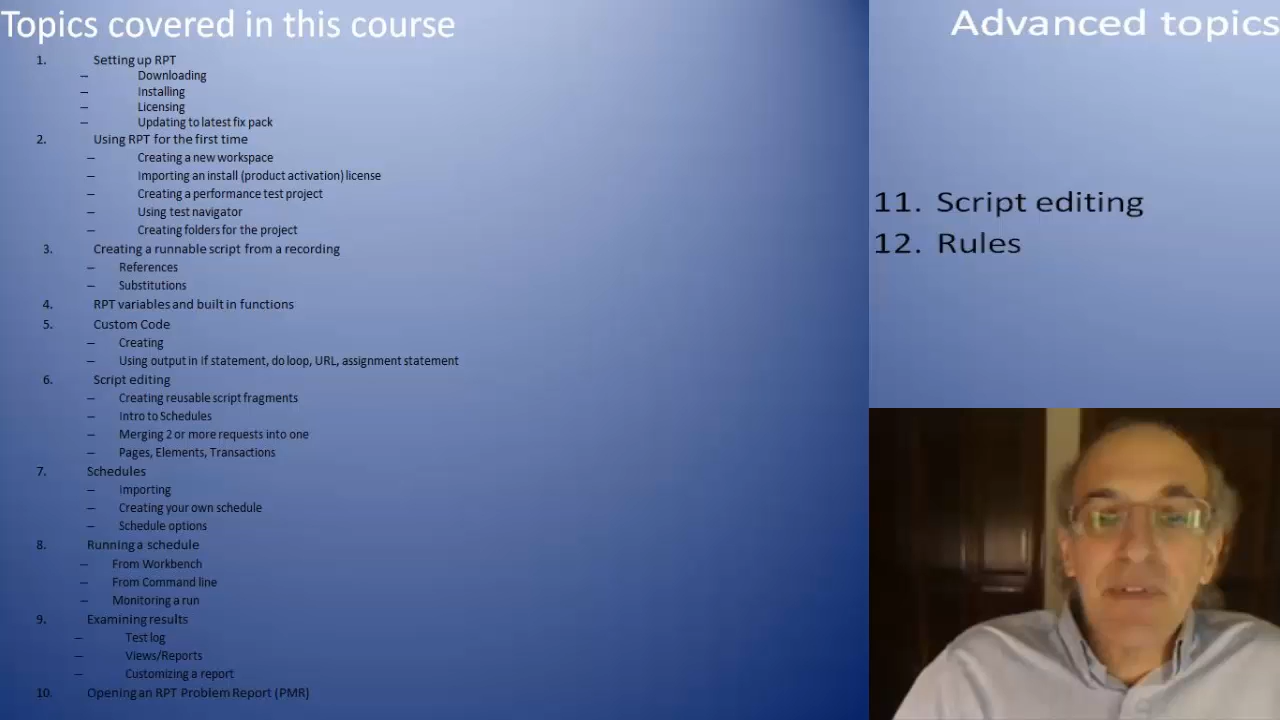 Topics covered in this course
1. Setting up RPT
– Downloading
– Installing
– Licensing
– Updating to latest fix pack
2. Using RPT for the first time
– Creating a new workspace
– Importing an install (product activation) license
– Creating a performance test project
– Using test navigator
– Creating folders for the project
3. Creating a runnable script from a recording
– References
– Substitutions
4. RPT variables and built in functions
5. Custom Code
– Creating
– Using output in if statement, do loop, URL, assignment statement
6. Script editing
– Creating reusable script fragments
– Intro to Schedules
– Merging 2 or more requests into one
– Pages, Elements, Transactions
7. Schedules
– Importing
– Creating your own schedule
– Schedule options
8. Running a schedule
– From Workbench
– From Command line
– Monitoring a run
9. Examining results
– Test log
– Views/Reports
– Customizing a report
10. Opening an RPT Problem Report (PMR)
Advanced topics
11. Script editing
12. Rules